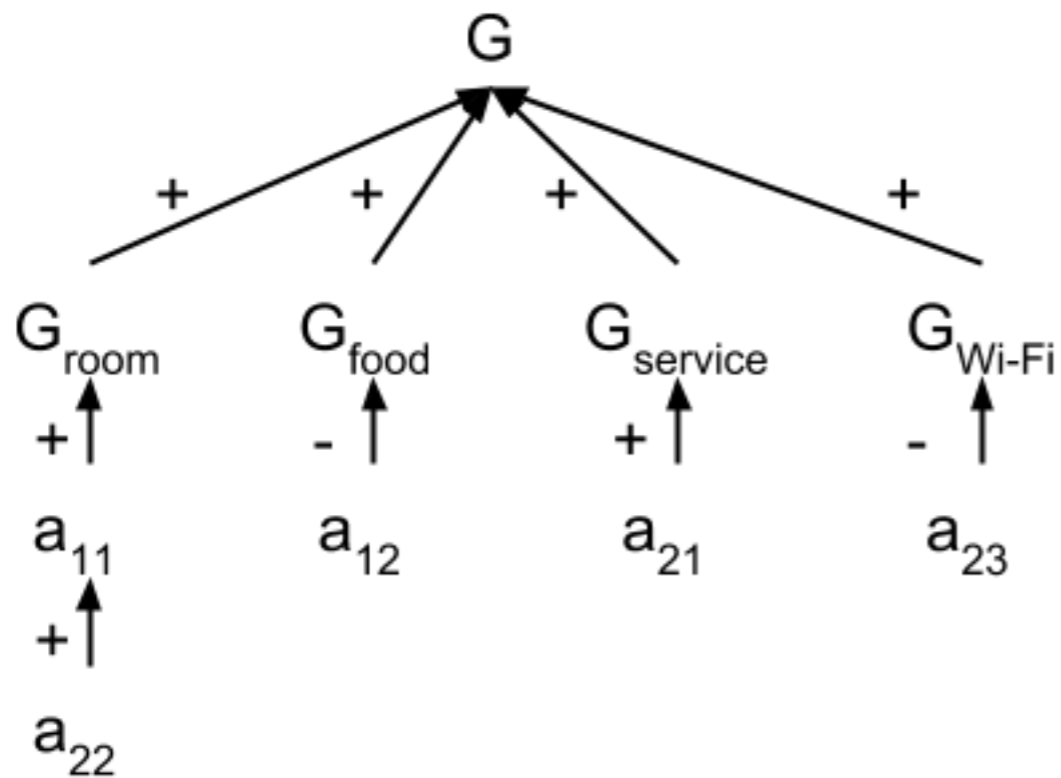 G
+ + + +
G_room G_food G_service G_Wi-Fi
+ - + -
a_11 a_12 a_21 a_23
+
a_22